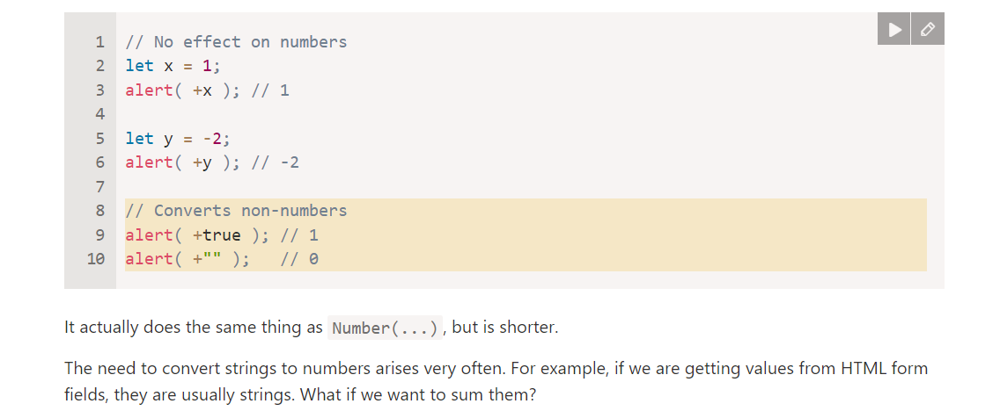 1 // No effect on numbers
2 let x = 1;
3 alert( +x ); // 1
4
5 let y = -2;
6 alert( +y ); // -2
7
8 // Converts non-numbers
9 alert( +true ); // 1
10 alert( +"" );   // 0
It actually does the same thing as Number(...), but is shorter.
The need to convert strings to numbers arises very often. For example, if we are getting values from HTML form
fields, they are usually strings. What if we want to sum them?